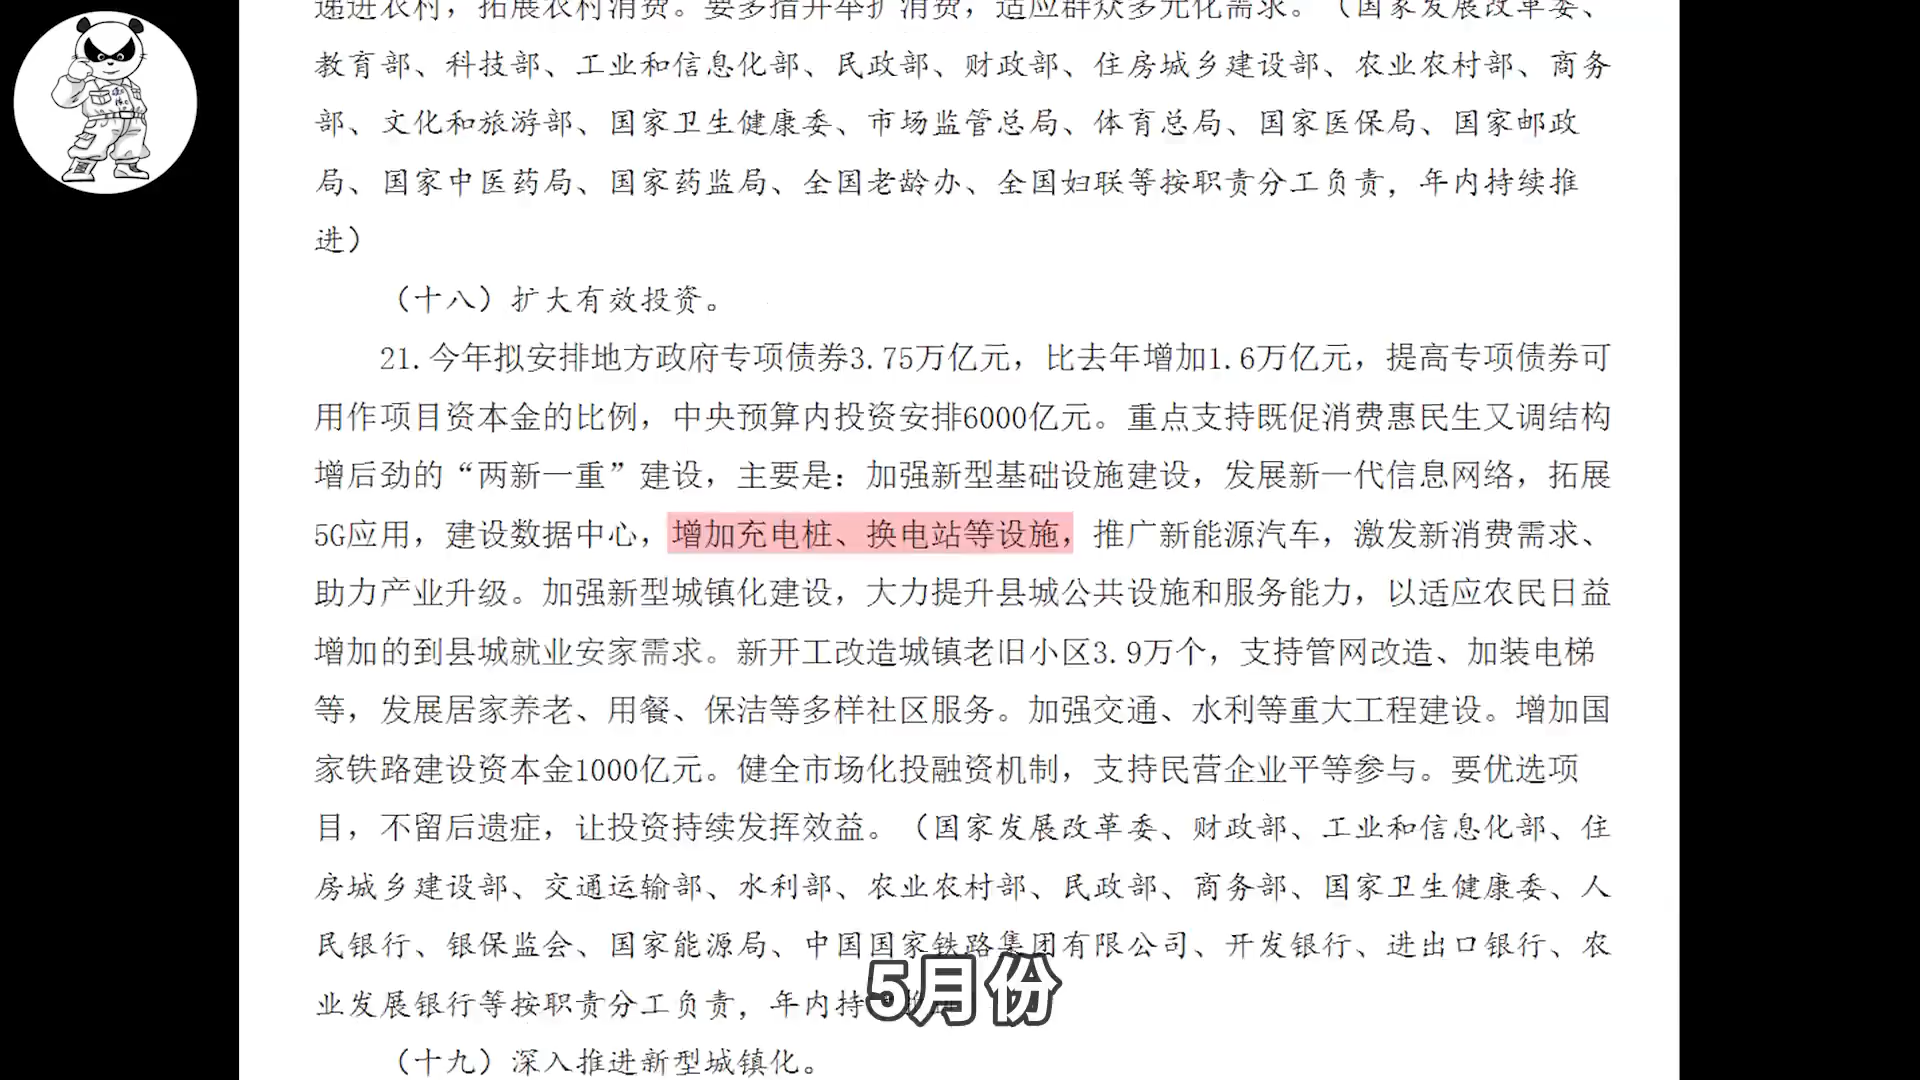 递进农村，拓展农村消费。要多措并举扩消费，适应群众多元化需求。（国家发展改革委、
教育部、科技部、工业和信息化部、民政部、财政部、住房城乡建设部、农业农村部、商务
部、文化和旅游部、国家卫生健康委、市场监管总局、体育总局、国家医保局、国家邮政
局、国家中医药局、国家药监局、全国老龄办、全国妇联等按职责分工负责，年内持续推
进）
（十八）扩大有效投资。
21.今年拟安排地方政府专项债券3.75万亿元，比去年增加1.6万亿元，提高专项债券可
用作项目资本金的比例，中央预算内投资安排6000亿元。重点支持既促消费惠民生又调结构
增后劲的“两新一重”建设，主要是：加强新型基础设施建设，发展新一代信息网络，拓展
5G应用，建设数据中心，增加充电桩、换电站等设施，推广新能源汽车，激发新消费需求、
助力产业升级。加强新型城镇化建设，大力提升县城公共设施和服务能力，以适应农民日益
增加的到县城就业安家需求。新开工改造城镇老旧小区3.9万个，支持管网改造、加装电梯
等，发展居家养老、用餐、保洁等多样社区服务。加强交通、水利等重大工程建设。增加国
家铁路建设资本金1000亿元。健全市场化投融资机制，支持民营企业平等参与。要优选项
目，不留后遗症，让投资持续发挥效益。（国家发展改革委、财政部、工业和信息化部、住
房城乡建设部、交通运输部、水利部、农业农村部、民政部、商务部、国家卫生健康委、人
民银行、银保监会、国家能源局、中国国家铁路集团有限公司、开发银行、进出口银行、农
业发展银行等按职责分工负责，年内持
5月份
（十九）深入推进新型城镇化。